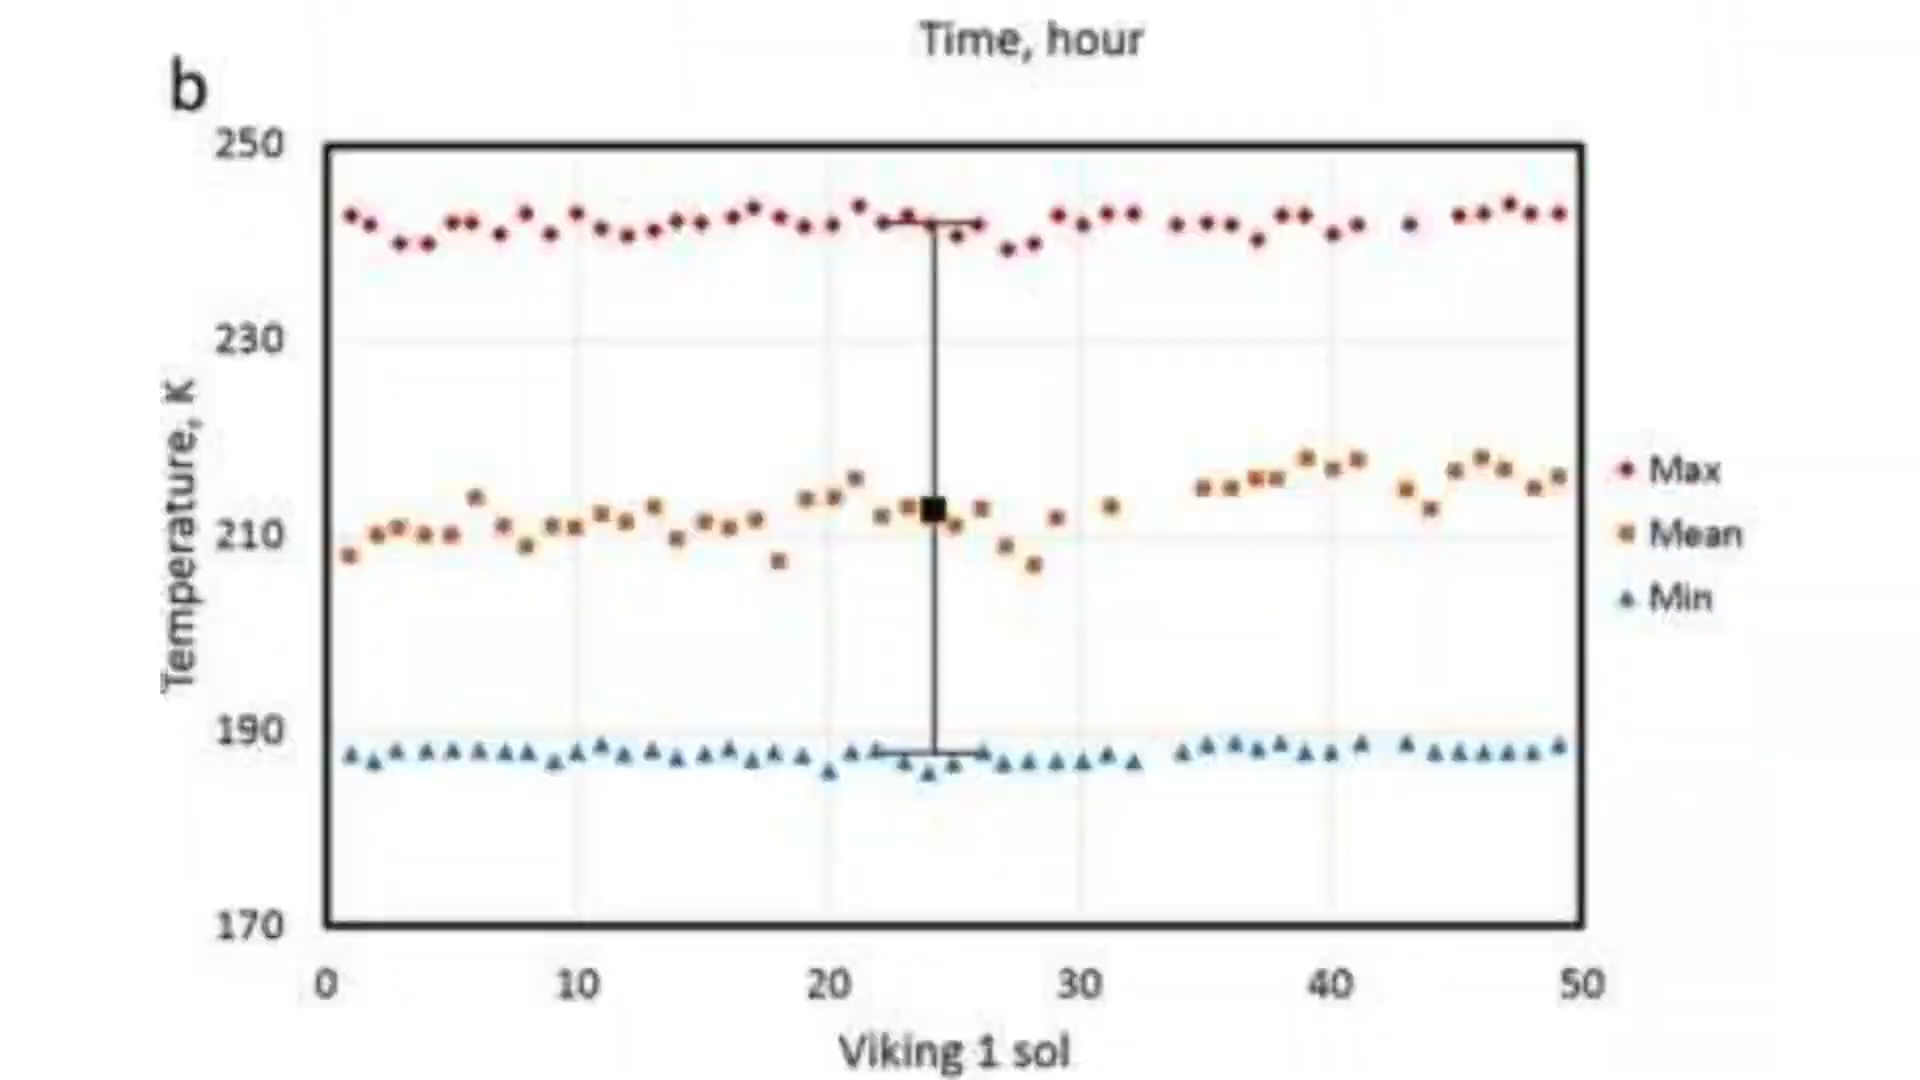 Time, hour
b
250
230
210
190
170
Temperature, K
0 10 20 30 40 50
Viking 1 sol
Max
Mean
Min